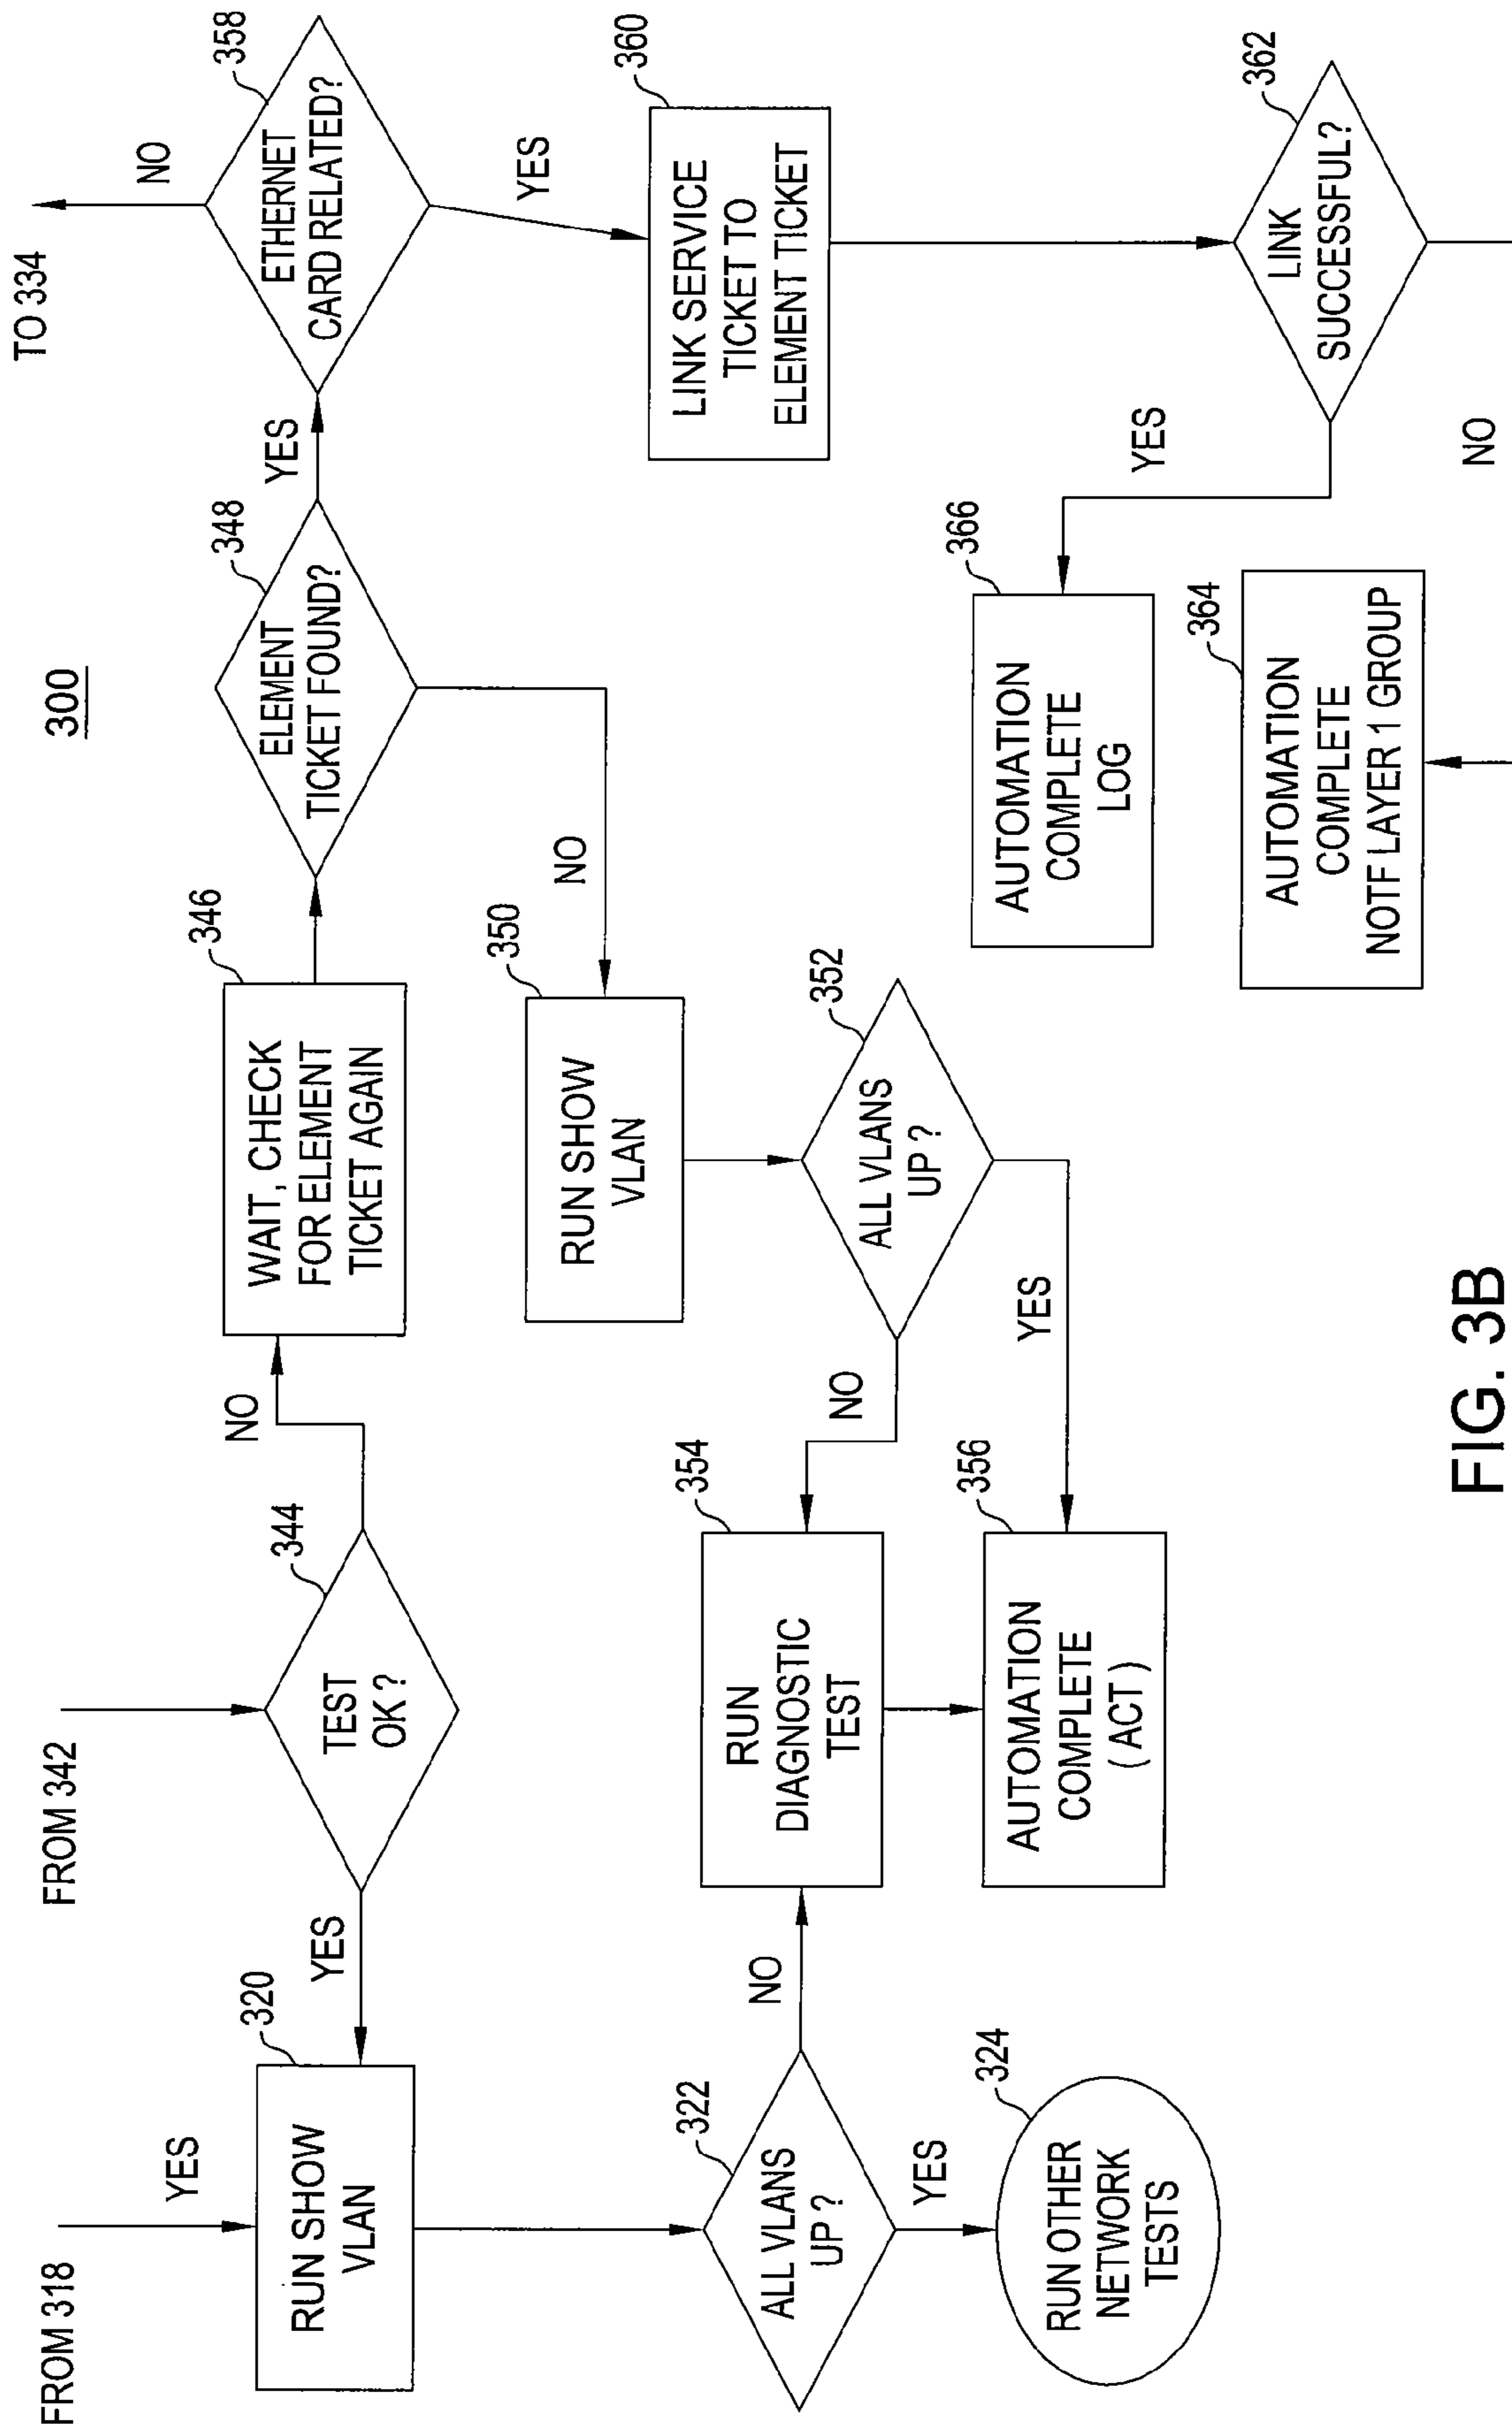 300
FROM 318
YES
320
RUN SHOW
VLAN
322
ALL VLANS
UP ?
YES
324
RUN OTHER
NETWORK
TESTS
NO
FROM 342
344
TEST
OK ?
YES
NO
346
WAIT, CHECK
FOR ELEMENT
TICKET AGAIN
348
ELEMENT
TICKET FOUND?
YES
NO
350
RUN SHOW
VLAN
352
ALL VLANS
UP ?
NO
YES
354
RUN
DIAGNOSTIC
TEST
356
AUTOMATION
COMPLETE
( ACT )
TO 334
NO
358
ETHERNET
CARD RELATED?
YES
360
LINK SERVICE
TICKET TO
ELEMENT TICKET
362
LINK
SUCCESSFUL?
YES
366
AUTOMATION
COMPLETE
LOG
NO
364
AUTOMATION
COMPLETE
NOTF LAYER 1 GROUP
FIG. 3B